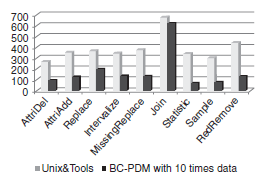 700
600
500
400
300
200
100
0
AttriDel
AttriAdd
Replace
Intervalize
MissingReplace
Join
Statistic
Sample
RedRemove
Unix&Tools
BC-PDM with 10 times data